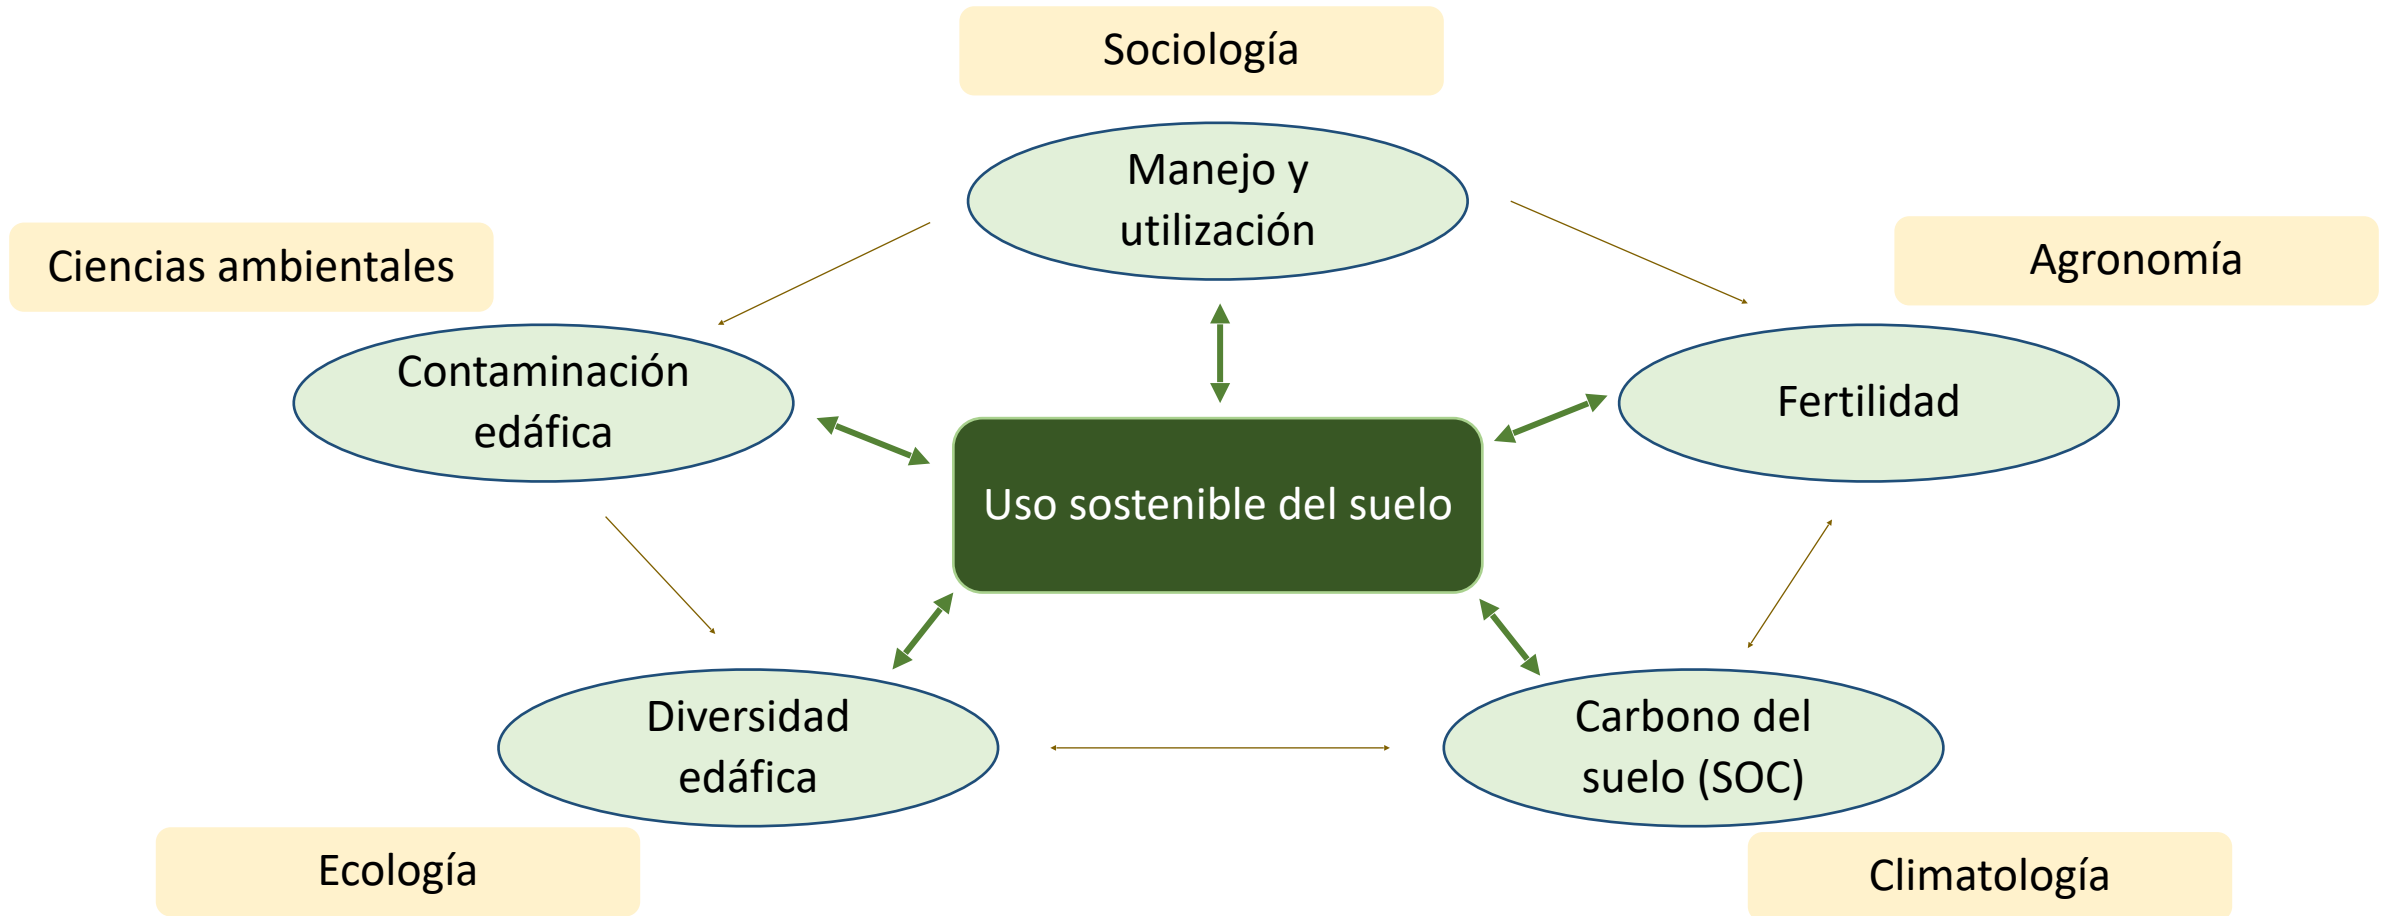 Sociología
Manejo y
utilización
Ciencias ambientales
Agronomía
Contaminación
edáfica
Fertilidad
Uso sostenible del suelo
Diversidad
edáfica
Carbono del
suelo (SOC)
Ecología
Climatología